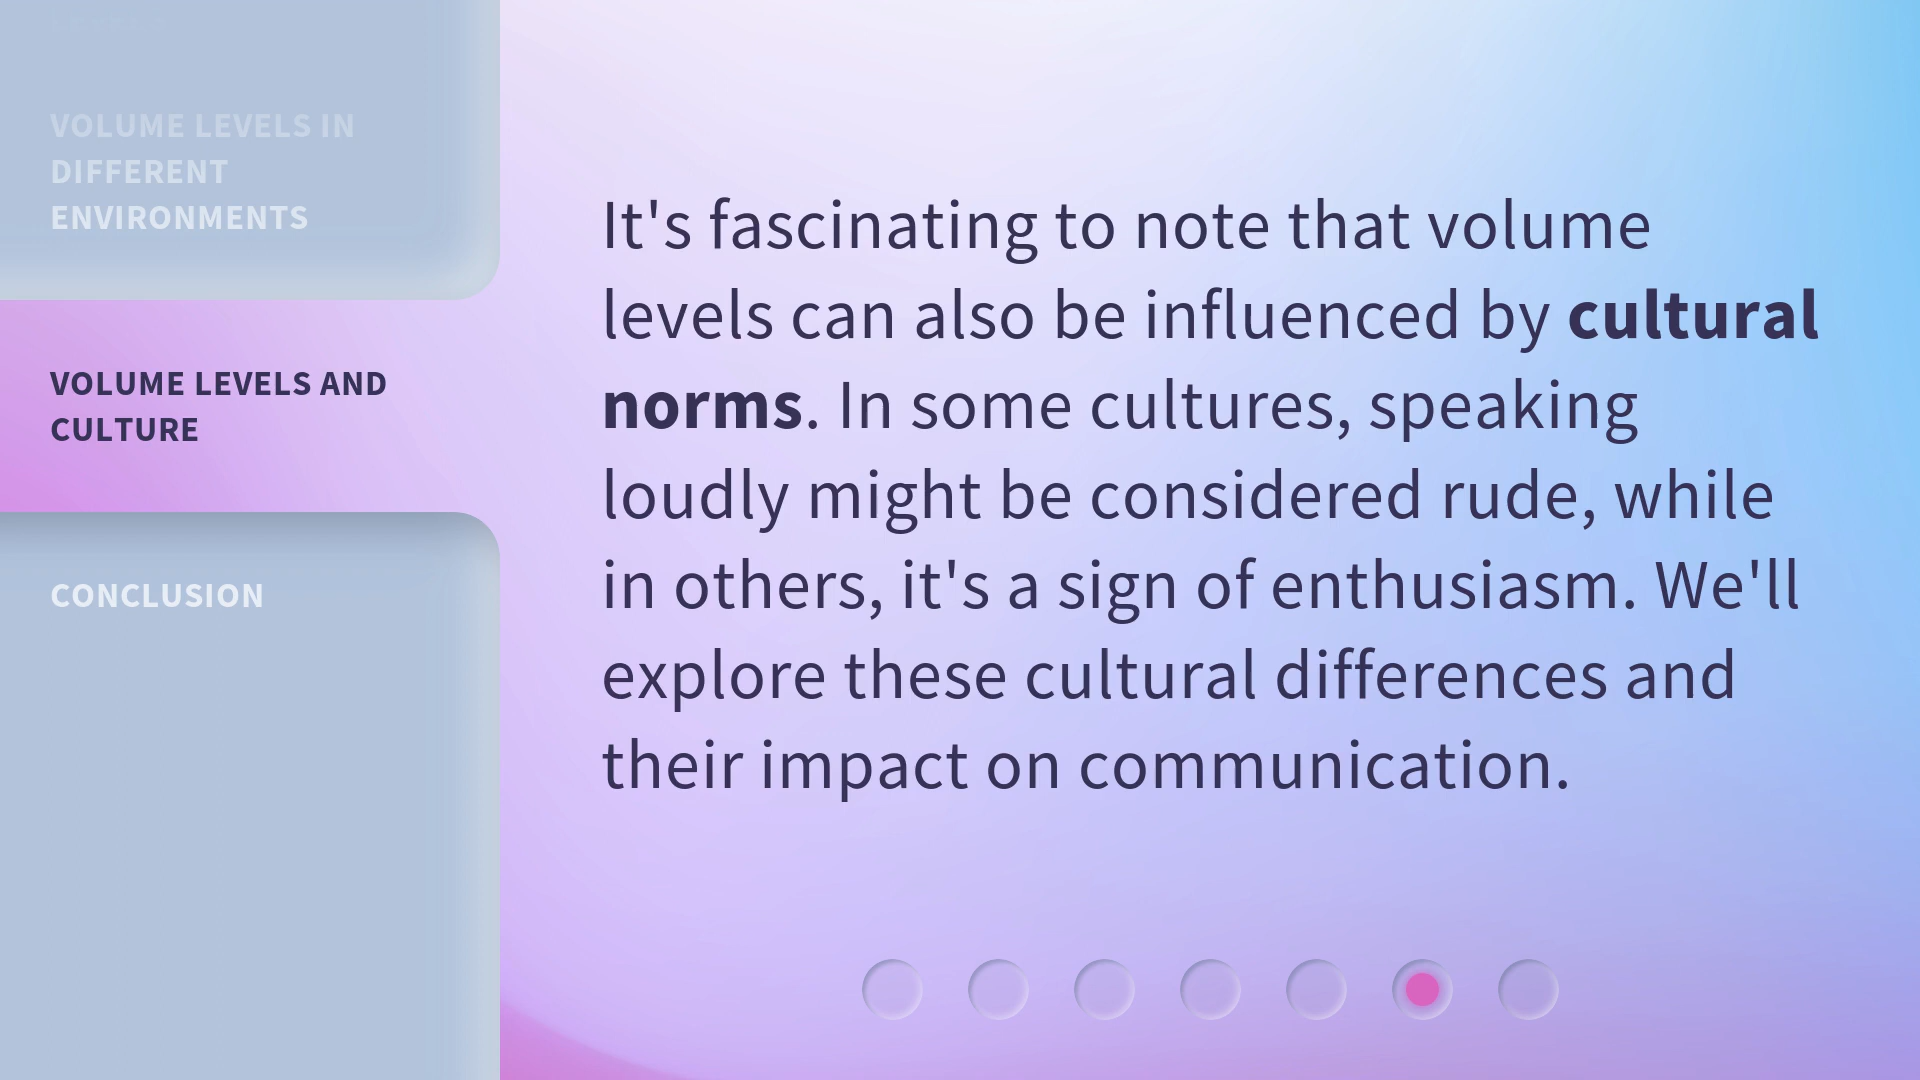 VOLUME LEVELS IN
DIFFERENT
ENVIRONMENTS
VOLUME LEVELS AND
CULTURE
CONCLUSION
It's fascinating to note that volume
levels can also be influenced by cultural
norms. In some cultures, speaking
loudly might be considered rude, while
in others, it's a sign of enthusiasm. We'll
explore these cultural differences and
their impact on communication.